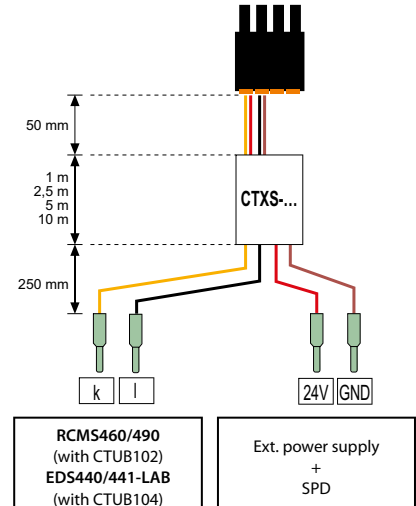 50 mm
1 m
2,5 m
5 m
10 m
CTXS-...
250 mm
k
l
24V
GND
RCMS460/490
(with CTUB102)
EDS440/441-LAB
(with CTUB104)
Ext. power supply
+
SPD